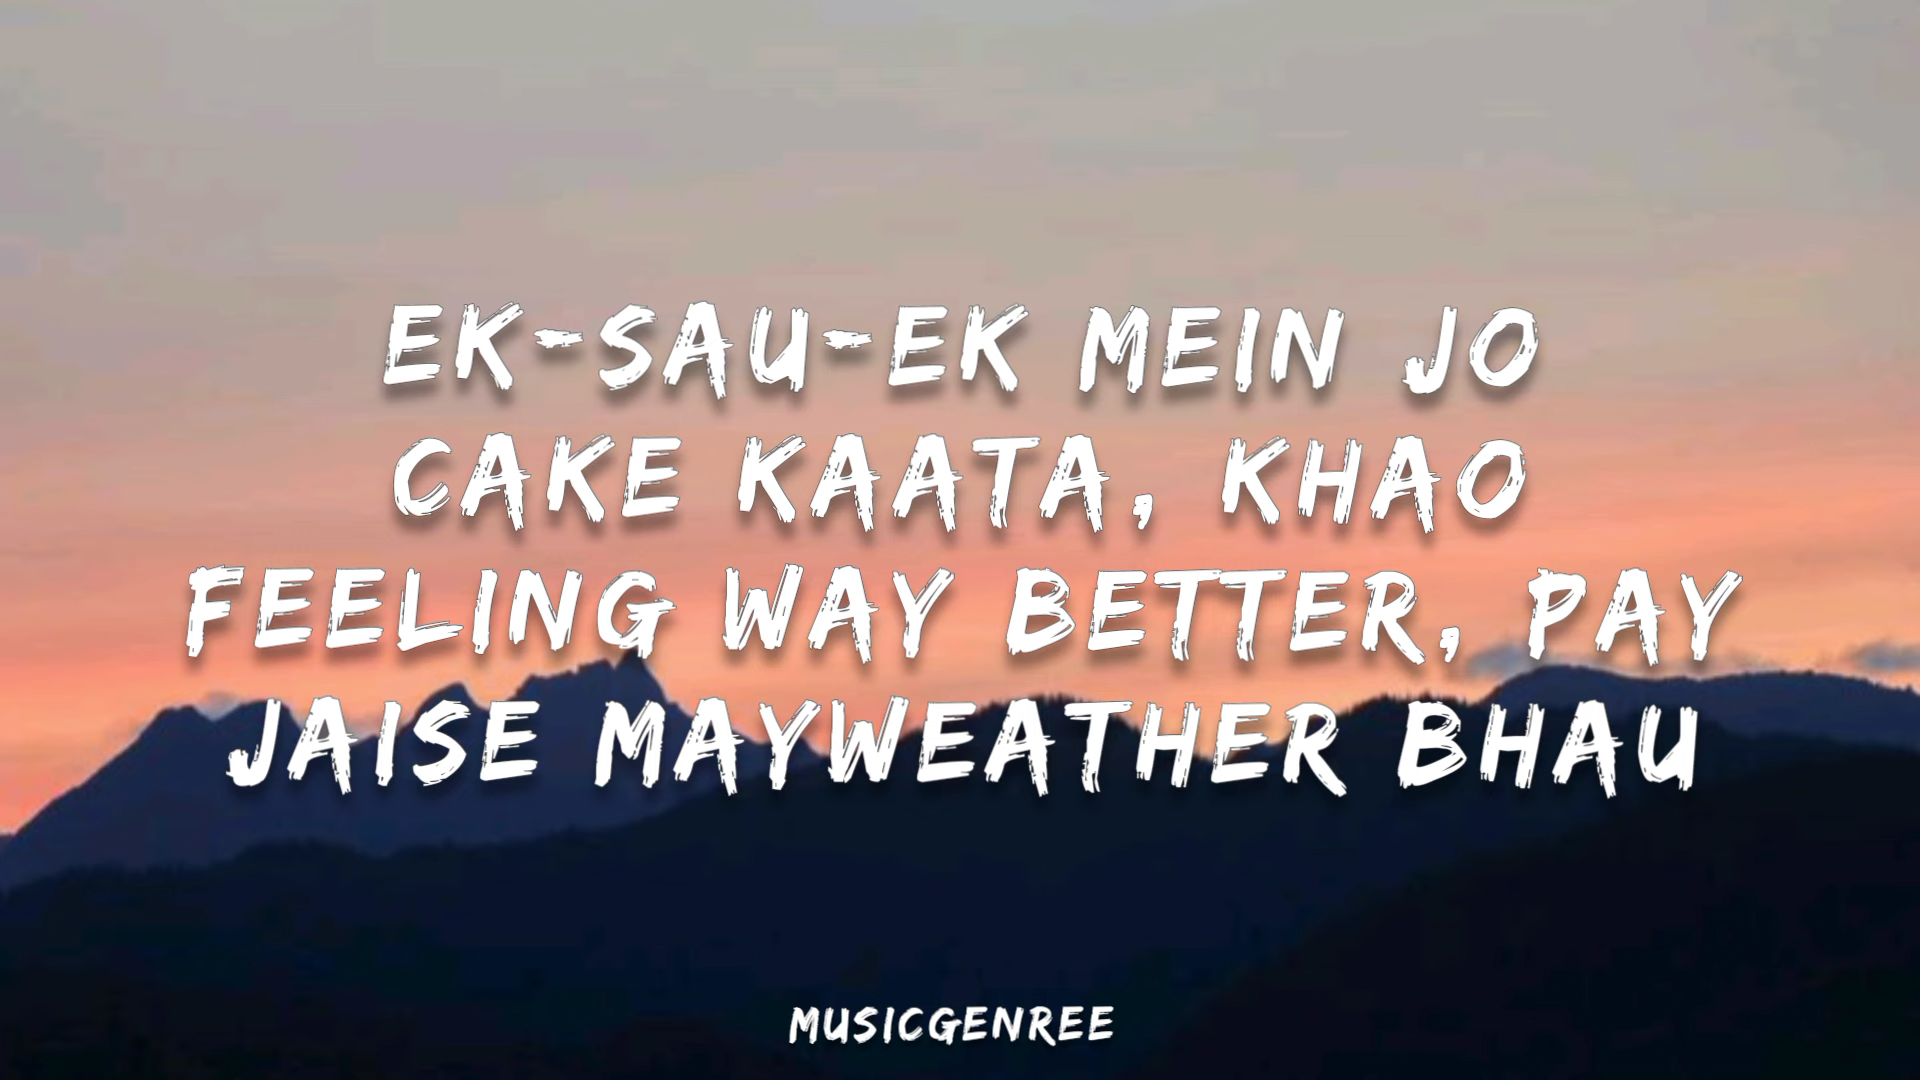 EK-SAU-EK MEIN JO
CAKE KAATA, KHAO
FEELING WAY BETTER, PAY
JAISE MAYWEATHER BHAU
MUSICGENREE